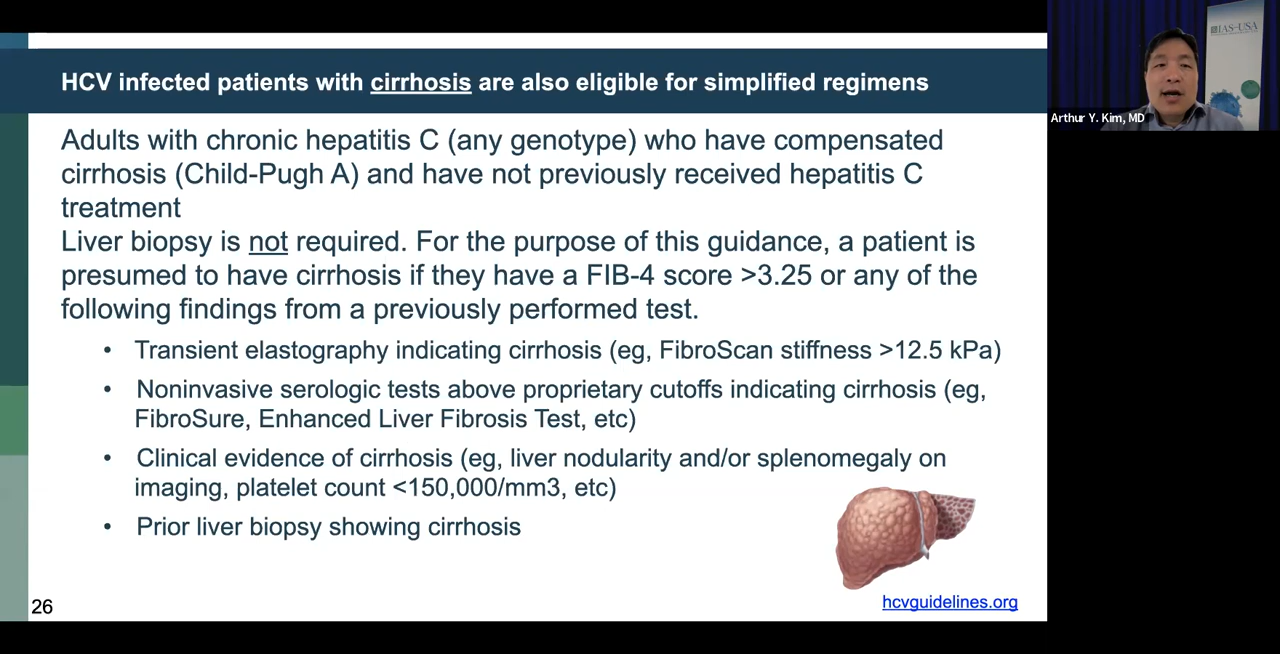 HCV infected patients with cirrhosis are also eligible for simplified regimens
Adults with chronic hepatitis C (any genotype) who have compensated
cirrhosis (Child-Pugh A) and have not previously received hepatitis C
treatment
Liver biopsy is not required. For the purpose of this guidance, a patient is
presumed to have cirrhosis if they have a FIB-4 score >3.25 or any of the
following findings from a previously performed test.
• Transient elastography indicating cirrhosis (eg, FibroScan stiffness >12.5 kPa)
• Noninvasive serologic tests above proprietary cutoffs indicating cirrhosis (eg,
FibroSure, Enhanced Liver Fibrosis Test, etc)
• Clinical evidence of cirrhosis (eg, liver nodularity and/or splenomegaly on
imaging, platelet count <150,000/mm3, etc)
• Prior liver biopsy showing cirrhosis
26
hcvguidelines.org
IAS-USA
Arthur Y. Kim, MD